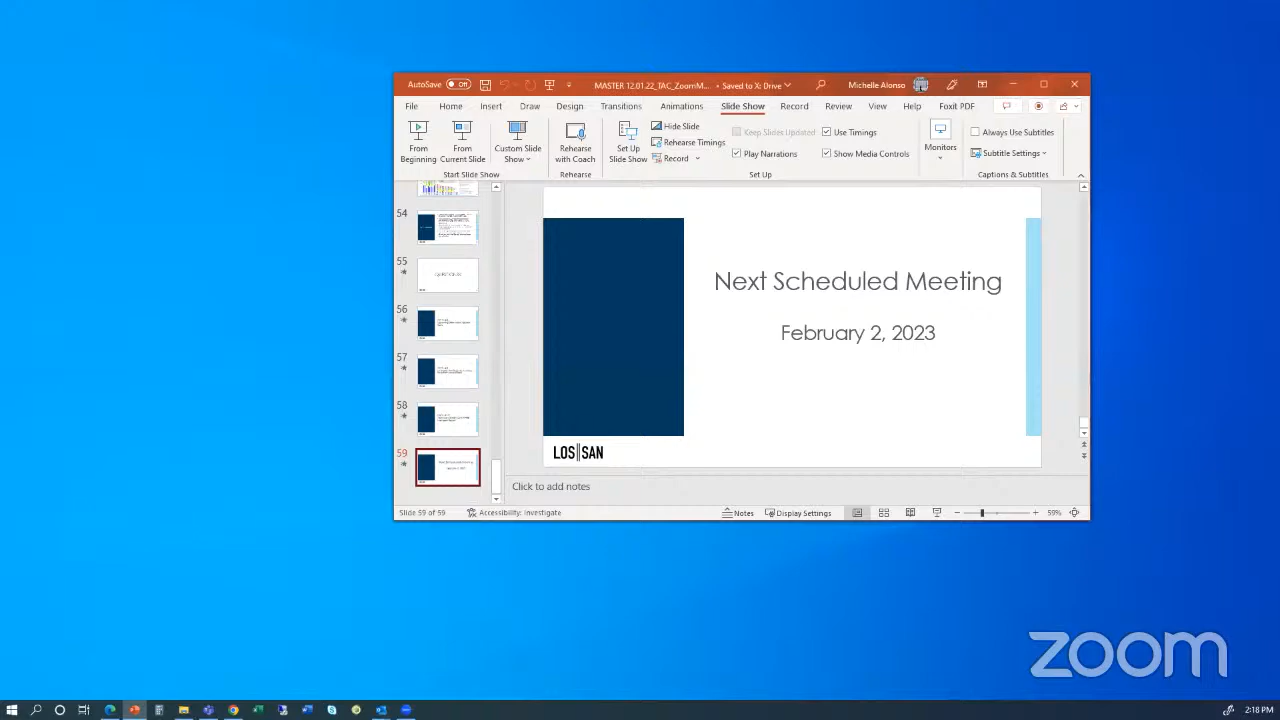 AutoSave Off
MASTER 12.01.22_TAC_ZoomM... • Saved to X: Drive
Michelle Alonso
File Home Insert Draw Design Transitions Animations Slide Show Record Review View Help Foxit PDF
From Beginning
From Current Slide
Custom Slide Show
Start Slide Show
Rehearse with Coach
Rehearse
Set Up Slide Show
Hide Slide
Rehearse Timings
Record
Keep Slides Updated
Use Timings
Play Narrations
Show Media Controls
Set Up
Monitors
Always Use Subtitles
Subtitle Settings
Captions & Subtitles
54
55
56
57
58
59
Next Scheduled Meeting
February 2, 2023
LOS SAN
Click to add notes
Slide 59 of 59 Accessibility: Investigate Notes Display Settings 59%
zoom
2:18 PM